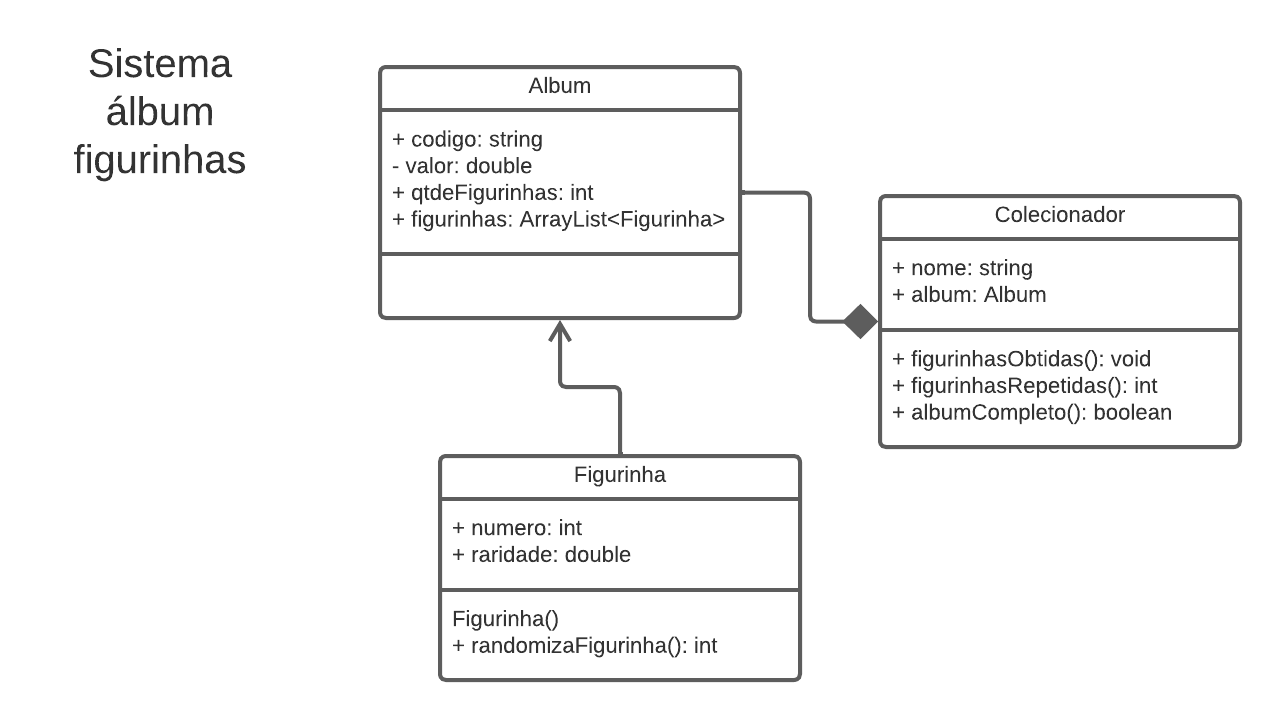 Sistema
álbum
figurinhas
Album
+ codigo: string
- valor: double
+ qtdeFigurinhas: int
+ figurinhas: ArrayList<Figurinha>
Colecionador
+ nome: string
+ album: Album
+ figurinhasObtidas(): void
+ figurinhasRepetidas(): int
+ albumCompleto(): boolean
Figurinha
+ numero: int
+ raridade: double
Figurinha()
+ randomizaFigurinha(): int